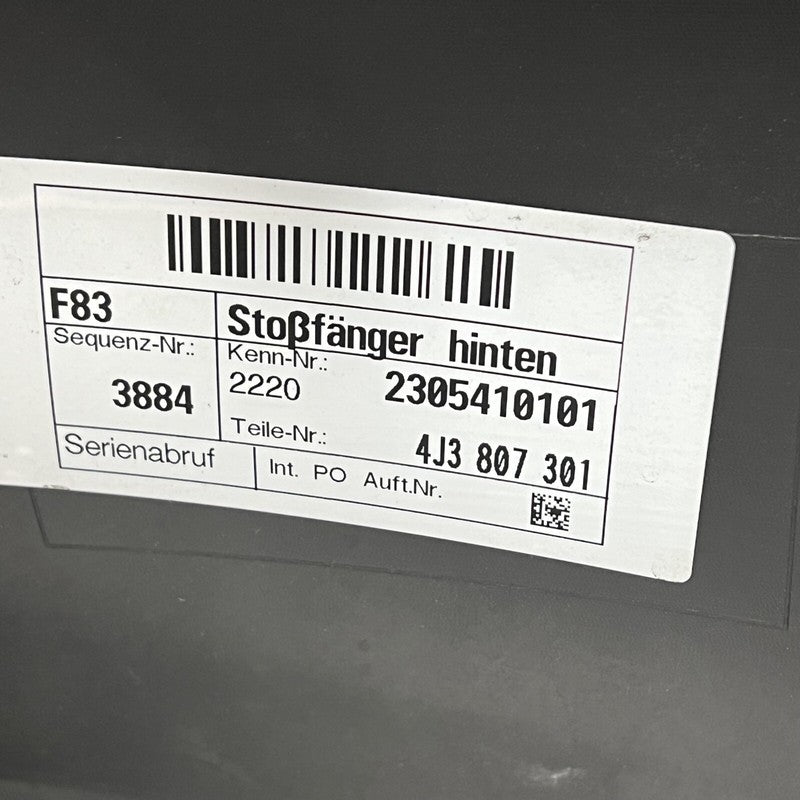 F83
Stoßfänger hinten
Sequenz-Nr.:
3884
Kenn-Nr.:
2220
2305410101
Teile-Nr.:
4J3 807 301
Serienabruf
Int. PO Auft.Nr.